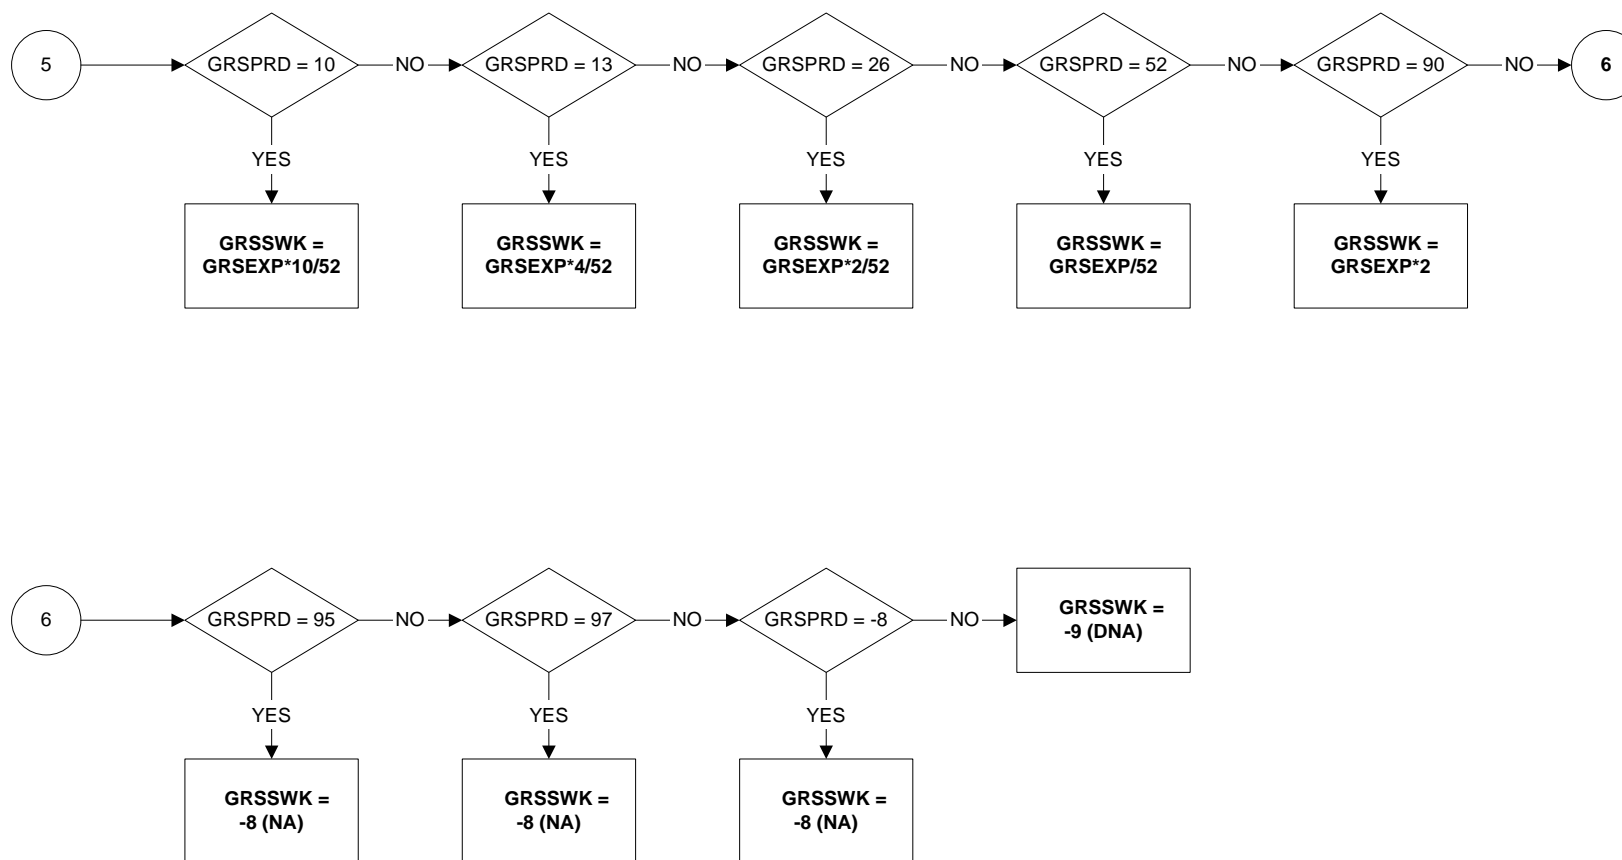 5
GRSPRD = 10
NO
GRSPRD = 13
NO
GRSPRD = 26
NO
GRSPRD = 52
NO
GRSPRD = 90
NO
6
YES
YES
YES
YES
YES
GRSSWK =
GRSEXP*10/52
GRSSWK =
GRSEXP*4/52
GRSSWK =
GRSEXP*2/52
GRSSWK =
GRSEXP/52
GRSSWK =
GRSEXP*2
6
GRSPRD = 95
NO
GRSPRD = 97
NO
GRSPRD = -8
NO
GRSSWK =
-9 (DNA)
YES
YES
YES
GRSSWK =
-8 (NA)
GRSSWK =
-8 (NA)
GRSSWK =
-8 (NA)